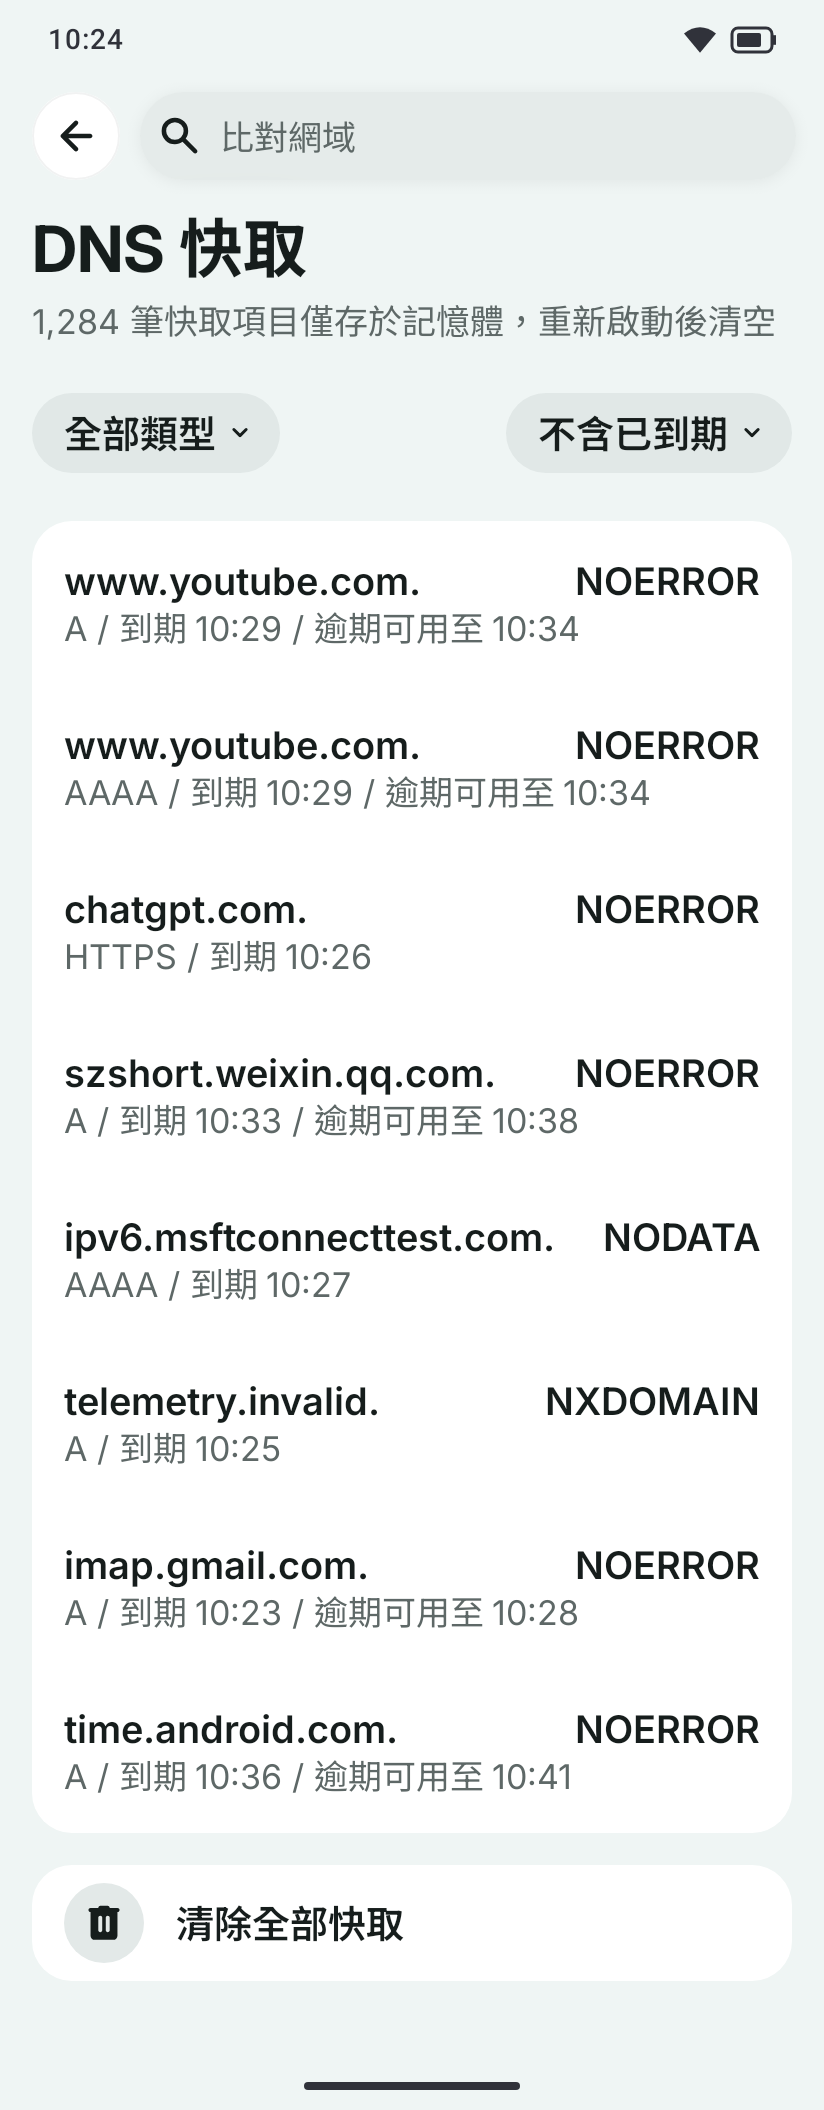 10:24
比對網域
DNS 快取
1,284 筆快取項目僅存於記憶體，重新啟動後清空
全部類型
不含已到期
www.youtube.com. NOERROR
A / 到期 10:29 / 逾期可用至 10:34
www.youtube.com. NOERROR
AAAA / 到期 10:29 / 逾期可用至 10:34
chatgpt.com. NOERROR
HTTPS / 到期 10:26
szshort.weixin.qq.com. NOERROR
A / 到期 10:33 / 逾期可用至 10:38
ipv6.msftconnecttest.com. NODATA
AAAA / 到期 10:27
telemetry.invalid. NXDOMAIN
A / 到期 10:25
imap.gmail.com. NOERROR
A / 到期 10:23 / 逾期可用至 10:28
time.android.com. NOERROR
A / 到期 10:36 / 逾期可用至 10:41
清除全部快取